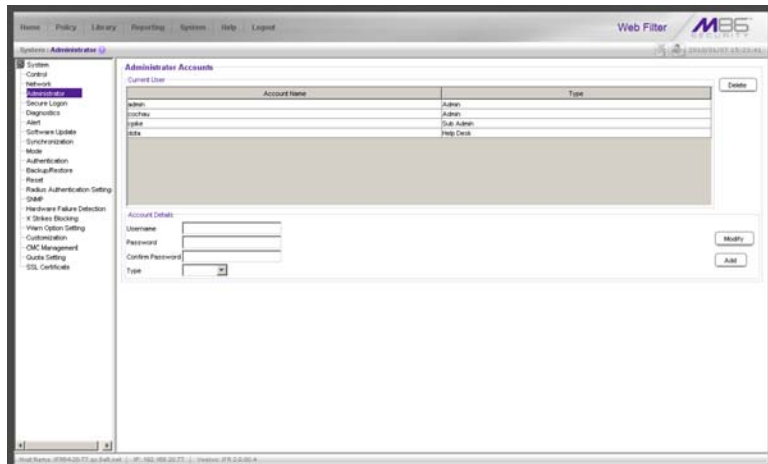 Home Policy Library Reporting System Help Logout
Web Filter
M86
SECURITY
System : Administrator
System
Control
Network
Administrator
Secure Logon
Diagnostics
Alert
Software Update
Synchronization
Mode
Authentication
Backup/Restore
Reset
Radius Authentication Setting
SNMP
Hardware Failure Detection
X Strikes Blocking
Warn Option Setting
Customization
CMC Management
Quota Setting
SSL Certificate
Administrator Accounts
Current User
Account Name Type
admin Admin
Admin
Sub Admin
Help Desk
Delete
Account Details
Username
Password
Confirm Password
Type
Modify
Add